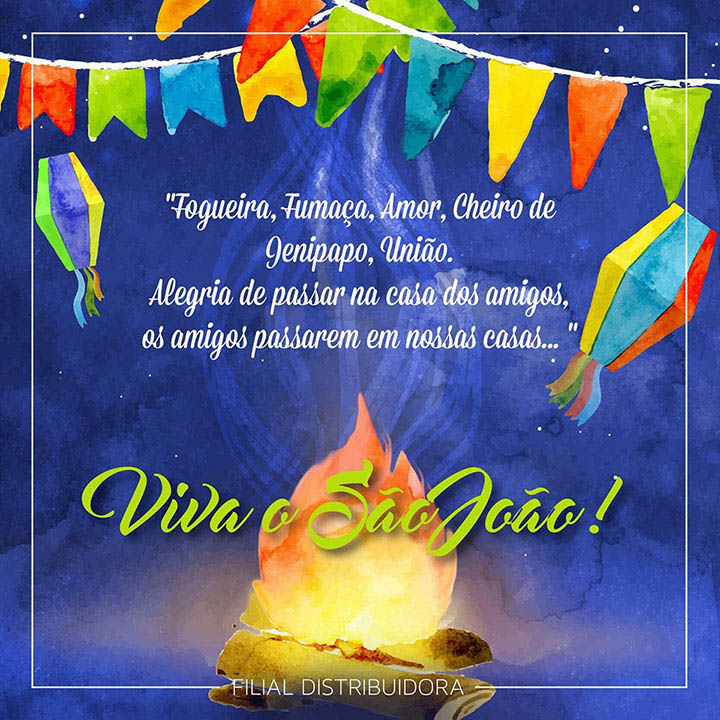 "Fogueira, Fumaça, Amor, Cheiro de
Jenipapo, União.
Alegria de passar na casa dos amigos,
os amigos passarem em nossas casas... "
Viva o São João !
FILIAL DISTRIBUIDORA